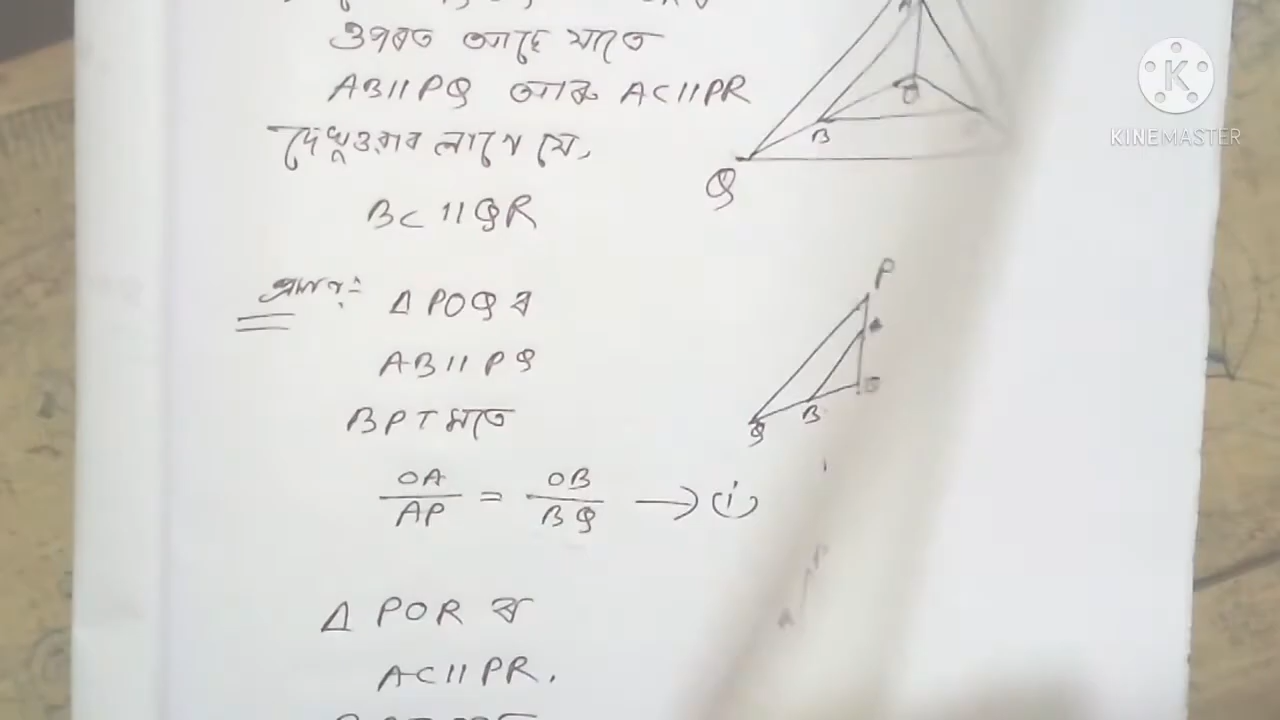 ওপৰত আছে যাতে
AB||PQ আৰু AC||PR
দেখুওৱাব লাগে যে,
BC||QR
প্ৰমাণ:-
Δ POQ ৰ
AB||PQ
BPT মতে
OA/AP = OB/BQ → (i)
Δ POR ৰ
AC||PR.
A
B
O
Q
P
A
O
B
Q
K
KINEMASTER